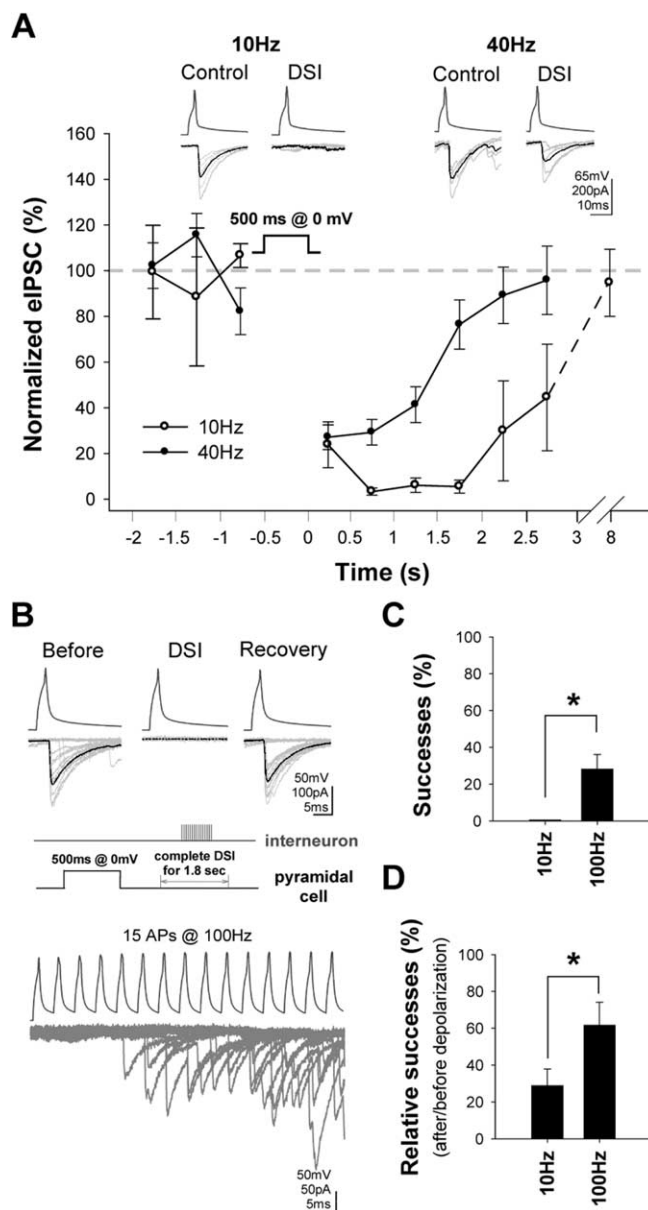 A
10Hz
40Hz
Control
DSI
Control
DSI
65mV
200pA
10ms
500 ms @ 0 mV
Normalized eIPSC (%)
160
140
120
100
80
60
40
20
0
10Hz
40Hz
-2
-1.5
-1
-0.5
0
0.5
1
1.5
2
2.5
3
8
Time (s)
B
Before
DSI
Recovery
50mV
100pA
5ms
interneuron
500ms @ 0mV
complete DSI
for 1.8 sec
pyramidal
cell
15 APs @ 100Hz
50mV
50pA
5ms
C
Successes (%)
100
80
60
40
20
0
*
10Hz
100Hz
D
Relative successes (%)
(after/before depolarization)
100
80
60
40
20
0
*
10Hz
100Hz